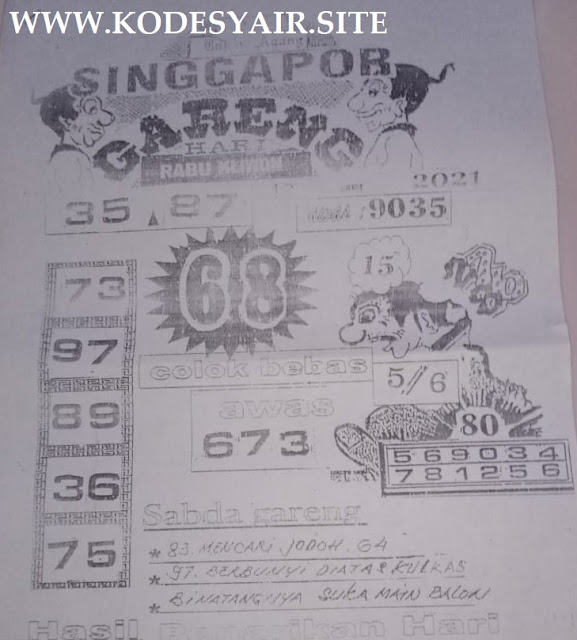 WWW.KODESYAIR.SITE
SINGGAPOR
GARENG
HARI
RABU
2021
35 87
9035
73
68
15
97
colok bebas
5/6
awas
89
673
80
569034
781256
36
Sabda gareng
75
* 83. MENCARI JODOH. 64
* 97. BERBUNYI DIATAS KULKAS
* BINATANGNYA SUKA MAIN BALON
Hasil Hari